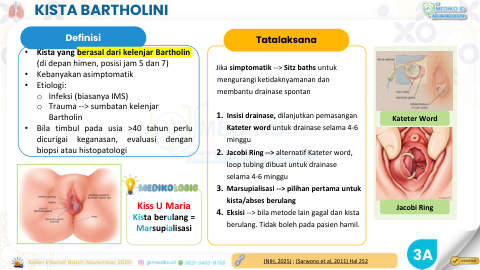 KISTA BARTHOLINI
MEDIKO.ID
Definisi
• Kista yang berasal dari kelenjar Bartholin
(di depan himen, posisi jam 5 dan 7)
• Kebanyakan asimptomatik
• Etiologi:
o Infeksi (biasanya IMS)
o Trauma --> sumbatan kelenjar
Bartholin
• Bila timbul pada usia >40 tahun perlu
dicurigai keganasan, evaluasi dengan
biopsi atau histopatologi
MEDIKOLOGIC
Kiss U Maria
Kista berulang =
Marsupialisasi
Tatalaksana
Jika simptomatik --> Sitz baths untuk
mengurangi ketidaknyamanan dan
membantu drainase spontan
1. Insisi drainase, dilanjutkan pemasangan
Kateter word untuk drainase selama 4-6
minggu
2. Jacobi Ring --> alternatif Kateter word,
loop tubing dibuat untuk drainase
selama 4-6 minggu
3. Marsupialisasi --> pilihan pertama untuk
kista/abses berulang
4. Eksisi --> bila metode lain gagal dan kista
berulang. Tidak boleh pada pasien hamil.
Kateter Word
Jacobi Ring
(NIH, 2025) ; (Sarwono et al, 2011) Hal 252
3A